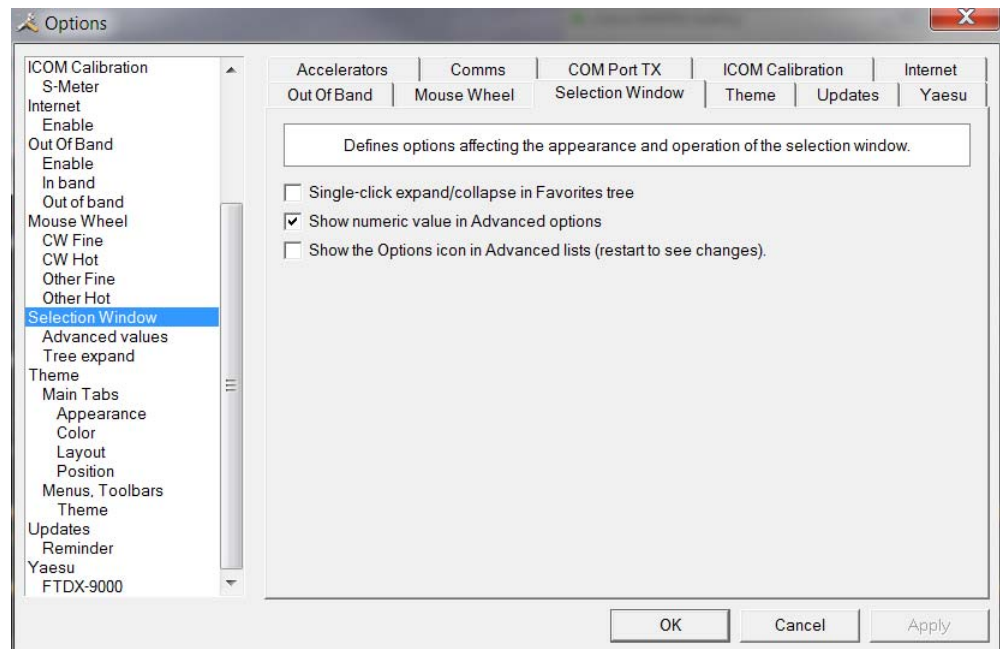 Options
ICOM Calibration
S-Meter
Internet
Enable
Out Of Band
Enable
In band
Out of band
Mouse Wheel
CW Fine
CW Hot
Other Fine
Other Hot
Selection Window
Advanced values
Tree expand
Theme
Main Tabs
Appearance
Color
Layout
Position
Menus, Toolbars
Theme
Updates
Reminder
Yaesu
FTDX-9000
Accelerators Comms COM Port TX ICOM Calibration Internet
Out Of Band Mouse Wheel Selection Window Theme Updates Yaesu
Defines options affecting the appearance and operation of the selection window.
Single-click expand/collapse in Favorites tree
Show numeric value in Advanced options
Show the Options icon in Advanced lists (restart to see changes).
OK Cancel Apply